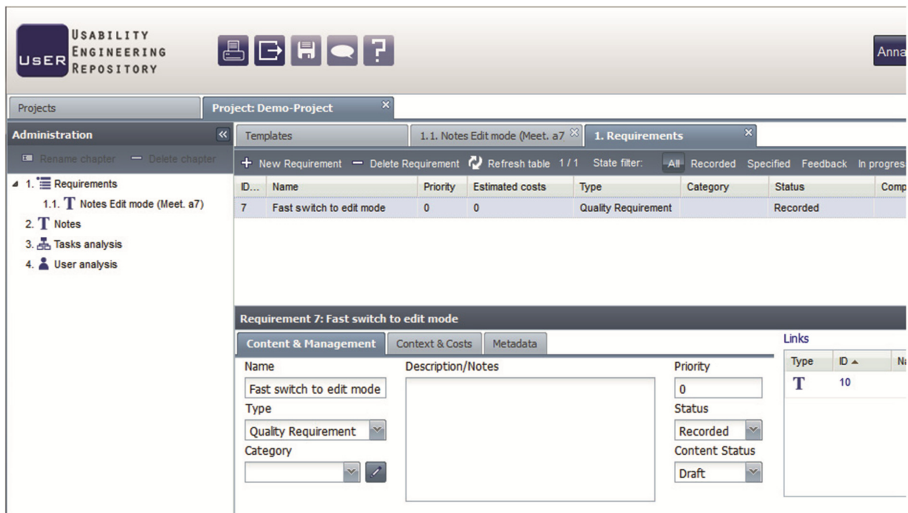 USABILITY
ENGINEERING
REPOSITORY
USER
Anna
Projects
Project: Demo-Project
Administration
Templates
1.1. Notes Edit mode (Meet. a7
1. Requirements
Rename chapter
Delete chapter
New Requirement Delete Requirement Refresh table 1 / 1 State filter: All Recorded Specified Feedback In progres
ID... Name Priority Estimated costs Type Category Status Comp
7 Fast switch to edit mode 0 0 Quality Requirement Recorded
1. Requirements
1.1. T Notes Edit mode (Meet. a7)
2. T Notes
3. Tasks analysis
4. User analysis
Requirement 7: Fast switch to edit mode
Content & Management Context & Costs Metadata
Links
Name Description/Notes Priority
Type ID Na
Fast switch to edit mode 0
T 10
Type Status
Quality Requirement Recorded
Category Content Status
Draft